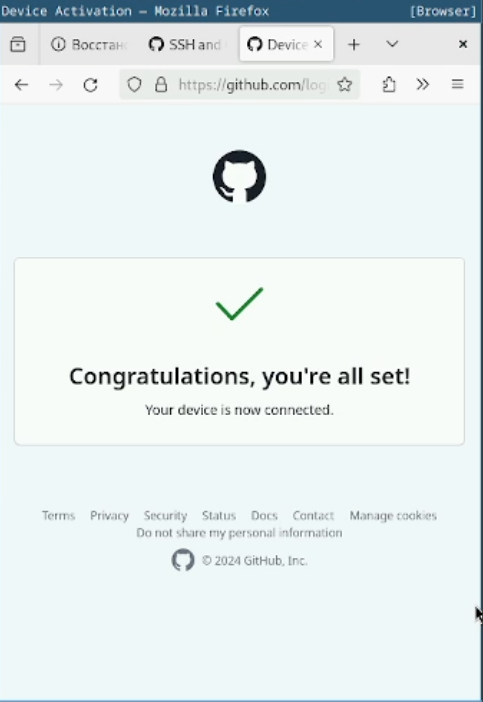 Device Activation — Mozilla Firefox [Browser]
Восстан SSH and Device
https://github.com/log
Congratulations, you're all set!
Your device is now connected.
Terms Privacy Security Status Docs Contact Manage cookies
Do not share my personal information
© 2024 GitHub, Inc.